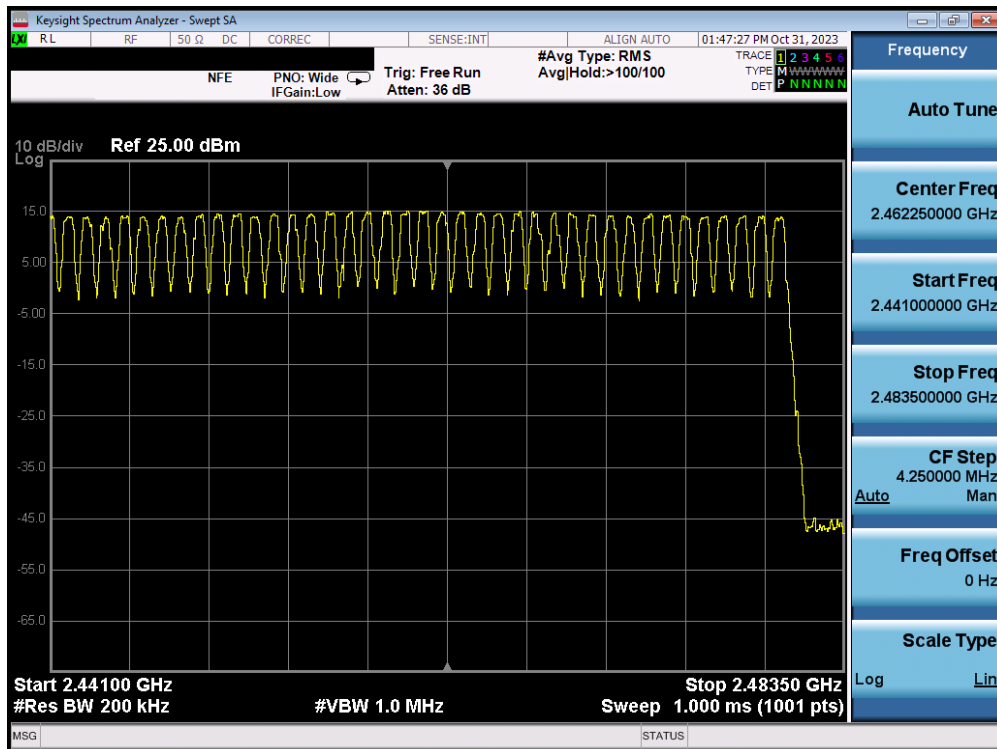 Keysight Spectrum Analyzer - Swept SA
LXI RL RF 50 Ω DC CORREC SENSE:INT ALIGN AUTO 01:47:27 PM Oct 31, 2023
NFE PNO: Wide IFGain:Low Trig: Free Run Atten: 36 dB #Avg Type: RMS Avg|Hold:>100/100
TRACE 1 2 3 4 5 6
TYPE M WWWWW
DET P N N N N N
10 dB/div Ref 25.00 dBm
Log
15.0
5.00
-5.00
-15.0
-25.0
-35.0
-45.0
-55.0
-65.0
Start 2.44100 GHz Stop 2.48350 GHz
#Res BW 200 kHz #VBW 1.0 MHz Sweep 1.000 ms (1001 pts)
MSG STATUS
Frequency
Auto Tune
Center Freq
2.462250000 GHz
Start Freq
2.441000000 GHz
Stop Freq
2.483500000 GHz
CF Step
4.250000 MHz
Auto Man
Freq Offset
0 Hz
Scale Type
Log Lin